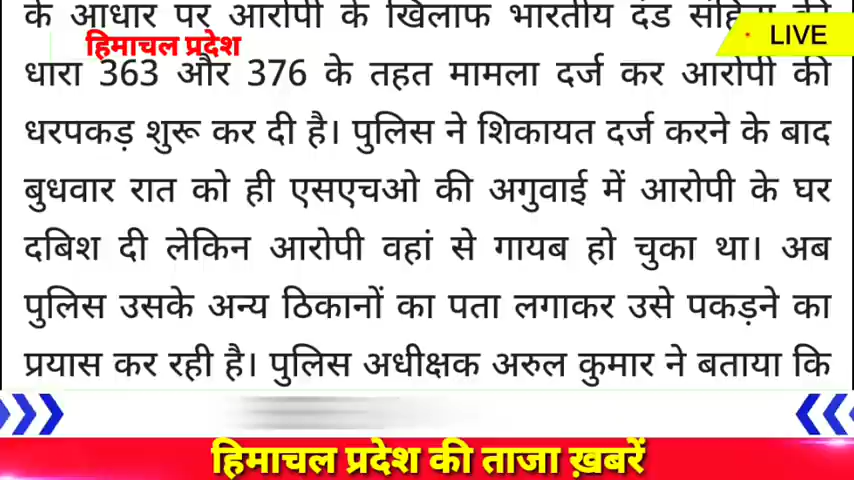 के आधार पर आरोपी के खिलाफ भारतीय दंड संहिता की
हिमाचल प्रदेश
LIVE
धारा 363 और 376 के तहत मामला दर्ज कर आरोपी की
धरपकड़ शुरू कर दी है। पुलिस ने शिकायत दर्ज करने के बाद
बुधवार रात को ही एसएचओ की अगुवाई में आरोपी के घर
दबिश दी लेकिन आरोपी वहां से गायब हो चुका था। अब
पुलिस उसके अन्य ठिकानों का पता लगाकर उसे पकड़ने का
प्रयास कर रही है। पुलिस अधीक्षक अरुल कुमार ने बताया कि
हिमाचल प्रदेश की ताजा ख़बरें